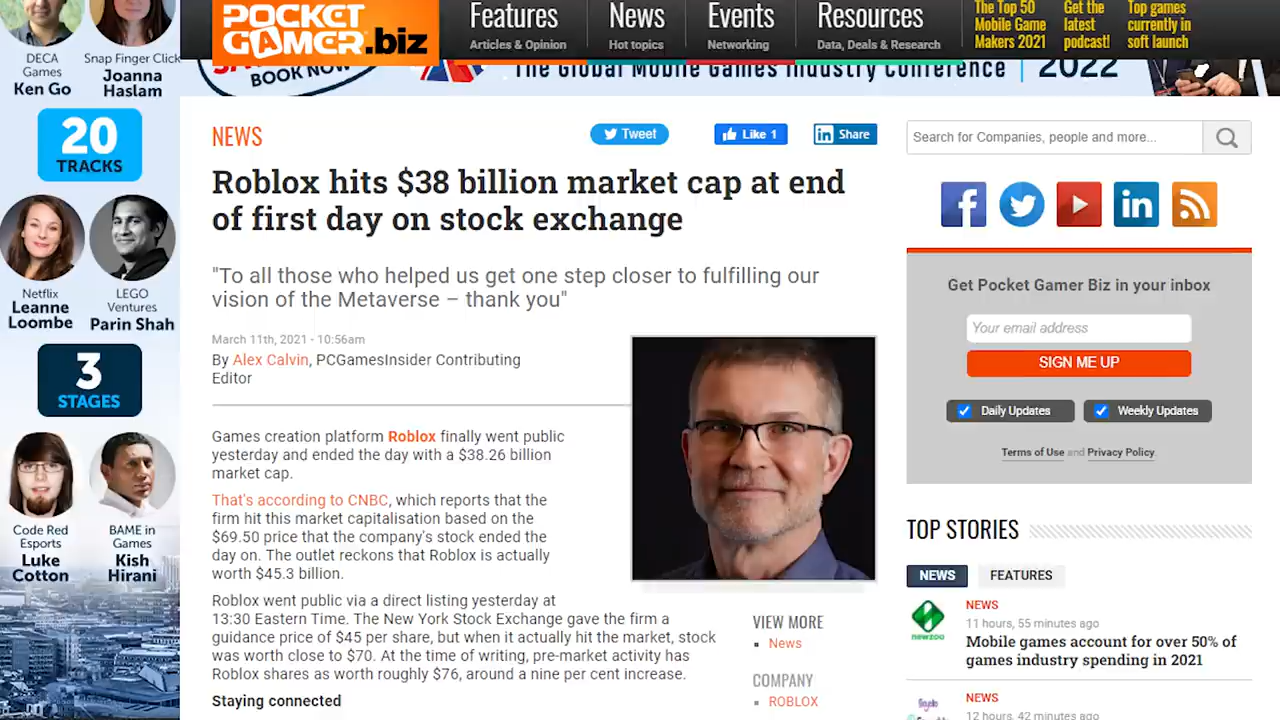 DECA
Games
Ken Go
Snap Finger Click
Joanna
Haslam
20
TRACKS
Netflix
Leanne
Loombe
LEGO
Ventures
Parin Shah
3
STAGES
Code Red
Esports
Luke
Cotton
BAME in
Games
Kish
Hirani
POCKET
GAMER.biz
Features
Articles & Opinion
News
Hot topics
Events
Networking
Resources
Data, Deals & Research
The Top 50
Mobile Game
Makers 2021
Get the
latest
podcast!
Top games
currently in
soft launch
BOOK NOW
The Global Mobile Games Industry Conference
2022
NEWS
Tweet
Like 1
Share
Roblox hits $38 billion market cap at end
of first day on stock exchange
"To all those who helped us get one step closer to fulfilling our
vision of the Metaverse – thank you"
March 11th, 2021 - 10:56am
By Alex Calvin, PCGamesInsider Contributing
Editor
Games creation platform Roblox finally went public
yesterday and ended the day with a $38.26 billion
market cap.
That's according to CNBC, which reports that the
firm hit this market capitalisation based on the
$69.50 price that the company's stock ended the
day on. The outlet reckons that Roblox is actually
worth $45.3 billion.
Roblox went public via a direct listing yesterday at
13:30 Eastern Time. The New York Stock Exchange gave the firm a
guidance price of $45 per share, but when it actually hit the market, stock
was worth close to $70. At the time of writing, pre-market activity has
Roblox shares as worth roughly $76, around a nine per cent increase.
Staying connected
VIEW MORE
News
COMPANY
ROBLOX
Search for Companies, people and more...
Get Pocket Gamer Biz in your inbox
Your email address
SIGN ME UP
Daily Updates
Weekly Updates
Terms of Use and Privacy Policy
TOP STORIES
NEWS
FEATURES
newzoo
NEWS
11 hours, 55 minutes ago
Mobile games account for over 50% of
games industry spending in 2021
NEWS
12 hours, 42 minutes ago